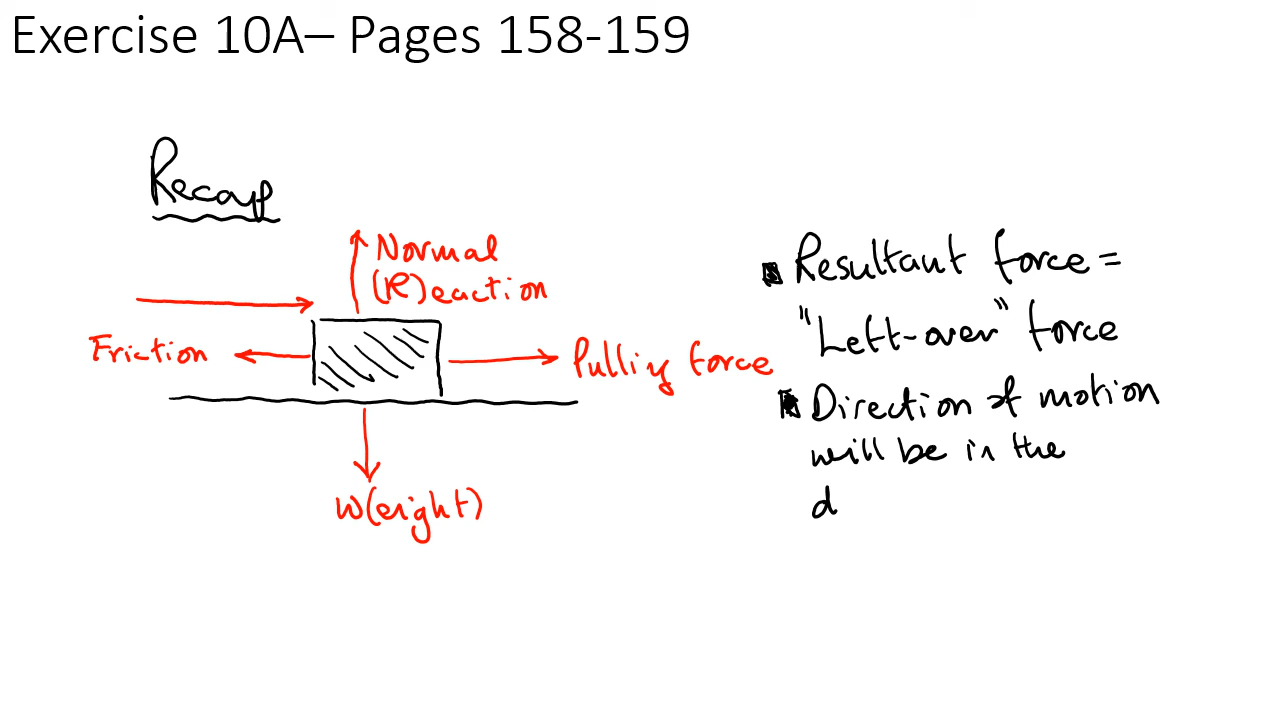 Exercise 10A– Pages 158-159
Recap
Normal
(R)eaction
Friction
Pulling force
W(eight)
Resultant force =
"Left-over" force
Direction of motion
will be in the
d